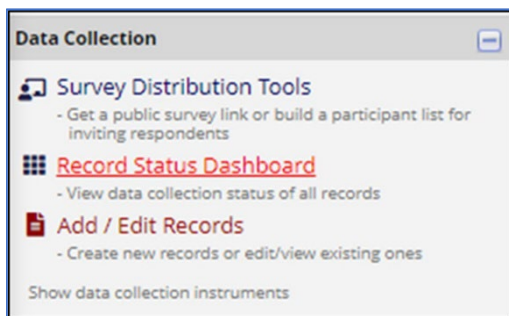 Data Collection
Survey Distribution Tools
- Get a public survey link or build a participant list for
inviting respondents
Record Status Dashboard
- View data collection status of all records
Add / Edit Records
- Create new records or edit/view existing ones
Show data collection instruments